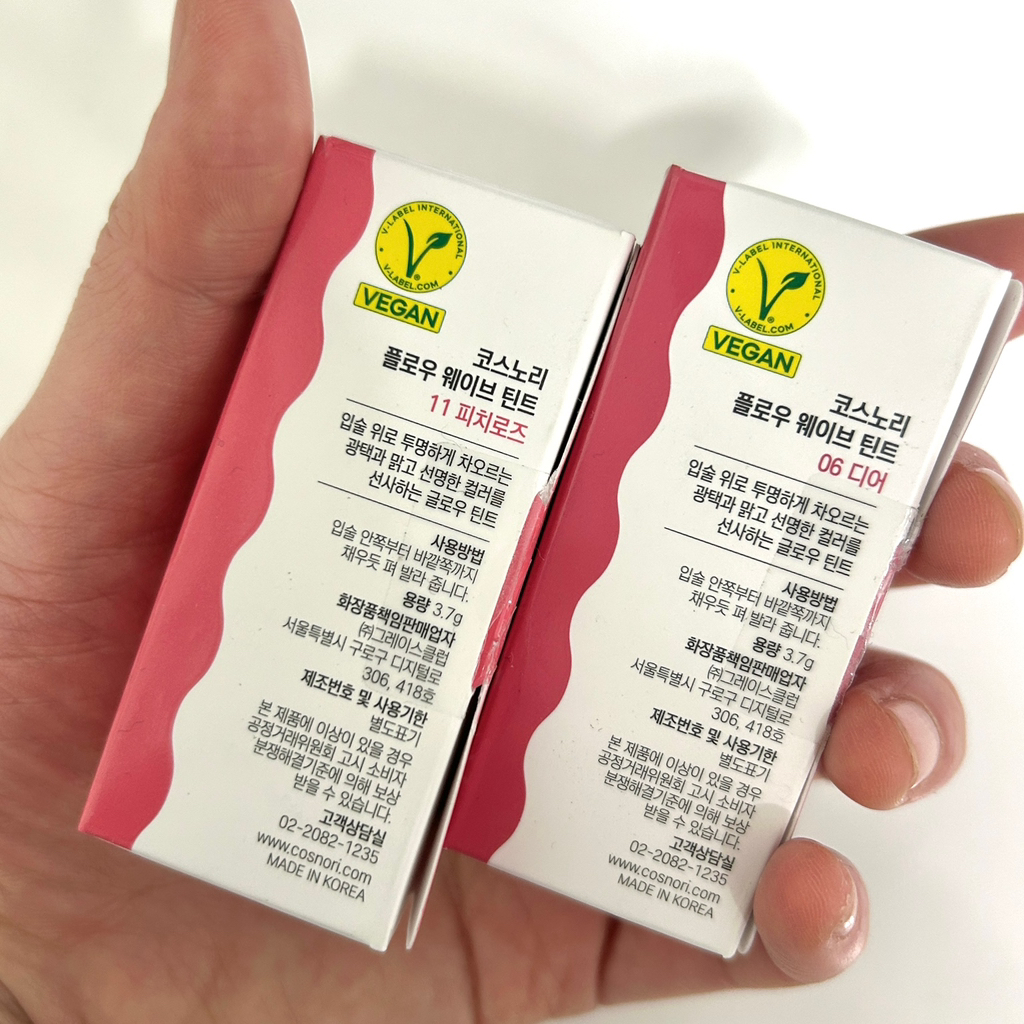 V-LABEL INTERNATIONAL
V-LABEL.COM
VEGAN
코스노리
플로우 웨이브 틴트
11 피치로즈
입술 위로 투명하게 차오르는
광택과 맑고 선명한 컬러를
선사하는 글로우 틴트
사용방법
입술 안쪽부터 바깥쪽까지
채우듯 펴 발라 줍니다.
용량 3.7g
화장품책임판매업자
㈜그레이스클럽
서울특별시 구로구 디지털로
306, 418호
제조번호 및 사용기한
별도표기
본 제품에 이상이 있을 경우
공정거래위원회 고시 소비자
분쟁해결기준에 의해 보상
받을 수 있습니다.
고객상담실
02-2082-1235
www.cosnori.com
MADE IN KOREA
V-LABEL INTERNATIONAL
V-LABEL.COM
VEGAN
코스노리
플로우 웨이브 틴트
06 디어
입술 위로 투명하게 차오르는
광택과 맑고 선명한 컬러를
선사하는 글로우 틴트
사용방법
입술 안쪽부터 바깥쪽까지
채우듯 펴 발라 줍니다.
용량 3.7g
화장품책임판매업자
㈜그레이스클럽
서울특별시 구로구 디지털로
306, 418호
제조번호 및 사용기한
별도표기
본 제품에 이상이 있을 경우
공정거래위원회 고시 소비자
분쟁해결기준에 의해 보상
받을 수 있습니다.
고객상담실
02-2082-1235
www.cosnori.com
MADE IN KOREA